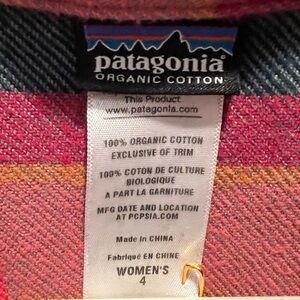 patagonia
ORGANIC COTTON
This Product
www.patagonia.com
100% ORGANIC COTTON
EXCLUSIVE OF TRIM
100% COTON DE CULTURE
BIOLOGIQUE
A PART LA GARNITURE
MFG DATE AND LOCATION
AT PCPSIA.COM
Made in CHINA
Fabriqué EN CHINE
WOMEN'S
4